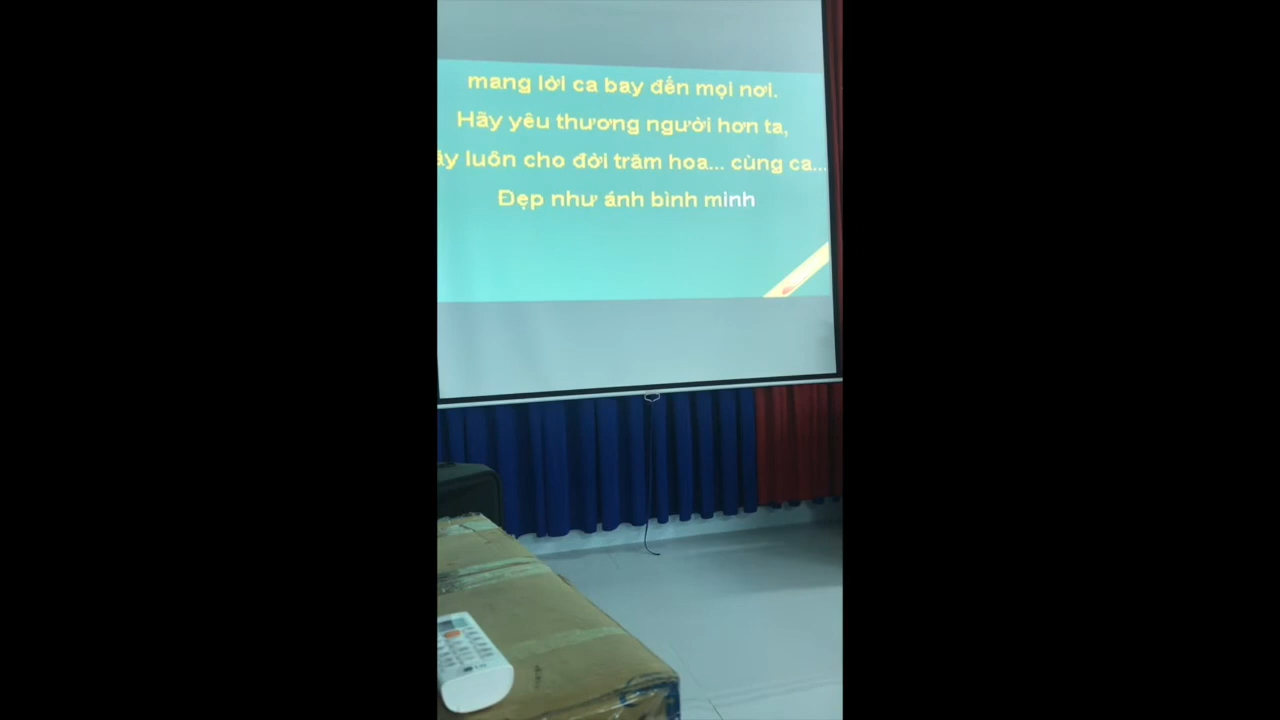 mang lời ca bay đến mọi nơi.
Hãy yêu thương người hơn ta,
ãy luôn cho đời trăm hoa... cùng ca...
Đẹp như ánh bình minh